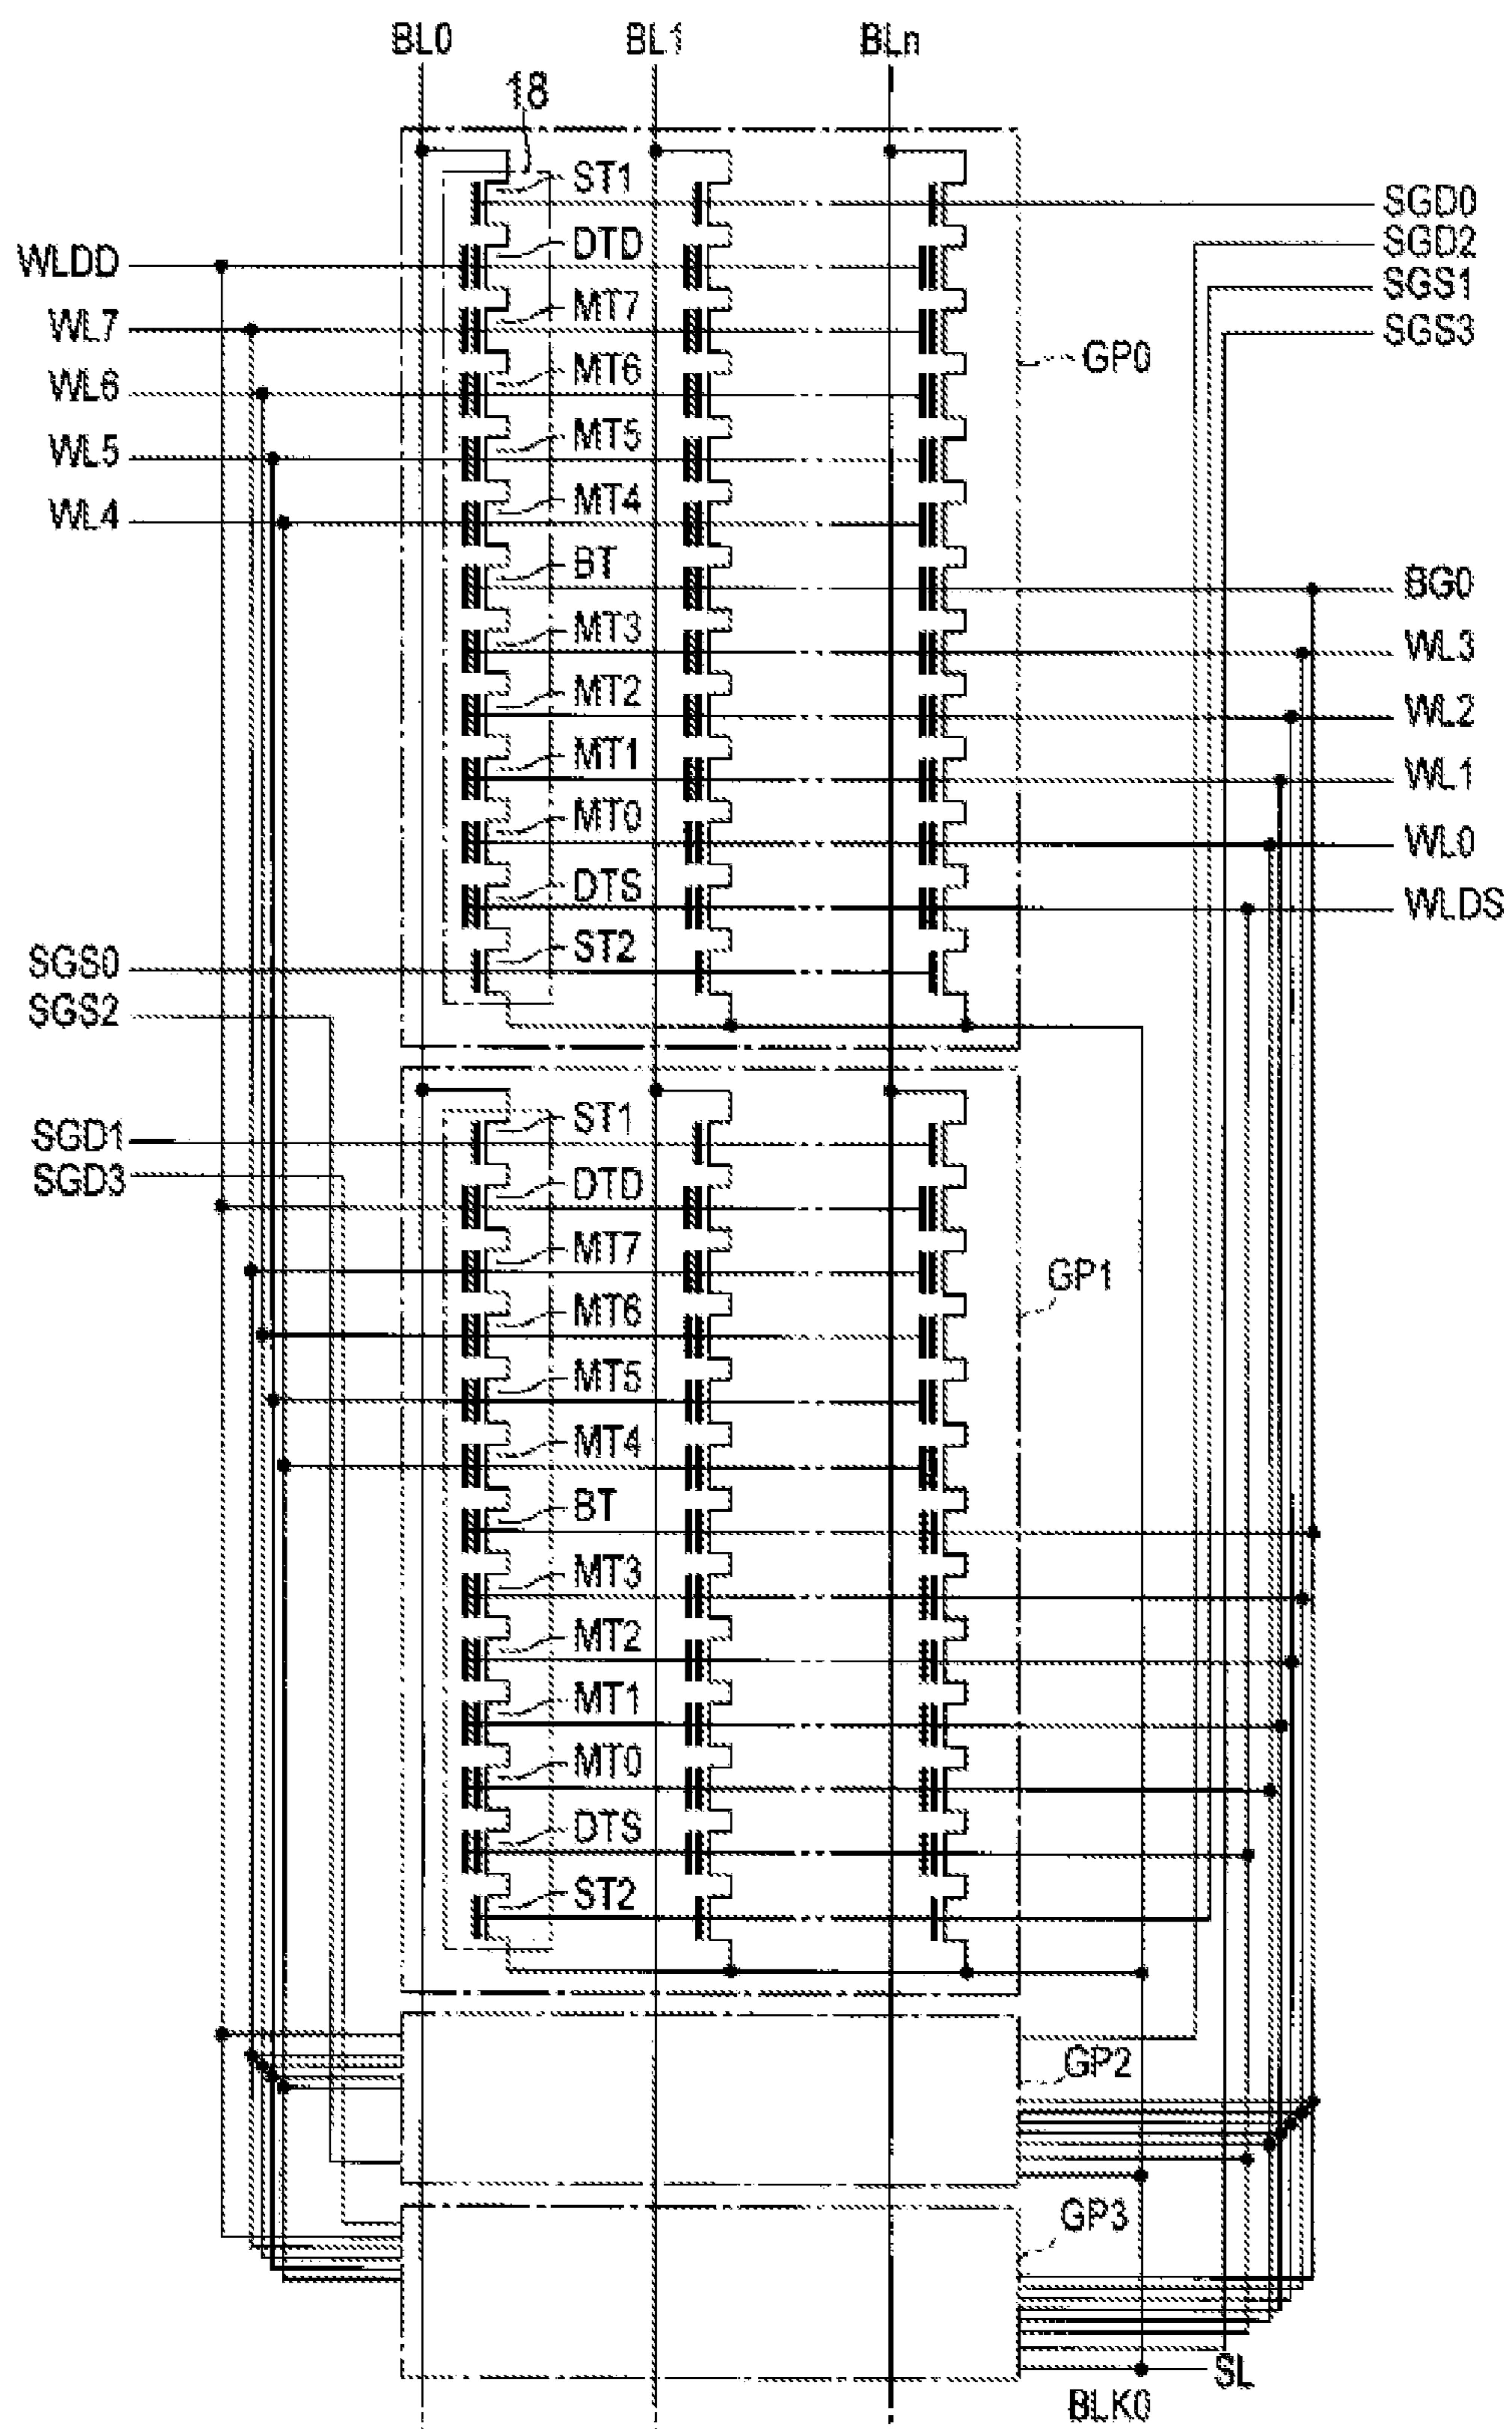 BL0 BL1 BLn
18
ST1
SGD0
DTD
SGD2
WLDD
SGS1
MT7
WL7
SGS3
GP0
MT6
WL6
MT5
WL5
MT4
WL4
BT
BG0
MT3
WL3
MT2
WL2
MT1
WL1
MT0
WL0
DTS
WLDS
ST2
SGS0
SGS2
ST1
SGD1
SGD3
DTD
MT7
GP1
MT6
MT5
MT4
BT
MT3
MT2
MT1
MT0
DTS
ST2
GP2
GP3
SL
BLK0